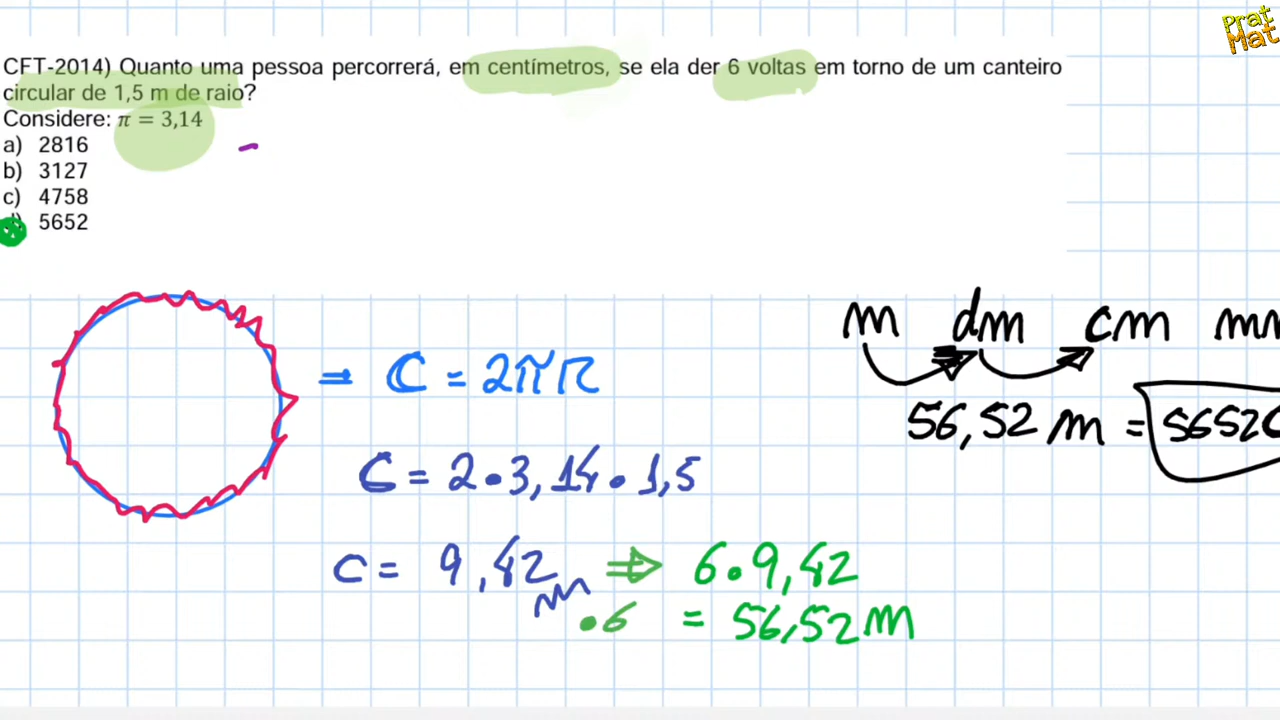 Prat Mat
CFT-2014) Quanto uma pessoa percorrerá, em centímetros, se ela der 6 voltas em torno de um canteiro
circular de 1,5 m de raio?
Considere: π = 3,14
a) 2816
b) 3127
c) 4758
5652
m dm cm
⇒ C = 2πR
56,52 m = 5652
C = 2 • 3,14 • 1,5
C = 9,42 m ⇒ 6 • 9,42
• 6 = 56,52 m